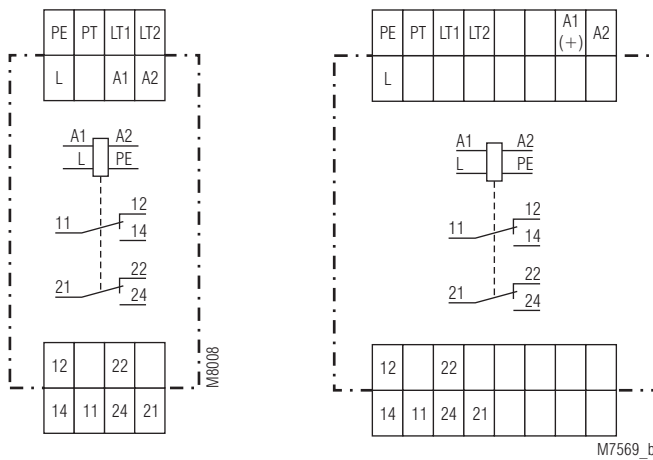 PE PT LT1 LT2
L A1 A2
A1 A2
L PE
11 12
14
21 22
24
12 22
14 11 24 21
M8008
PE PT LT1 LT2 A1 (+) A2
L
A1 A2
L PE
11 12
14
21 22
24
12 22
14 11 24 21
M7569_b